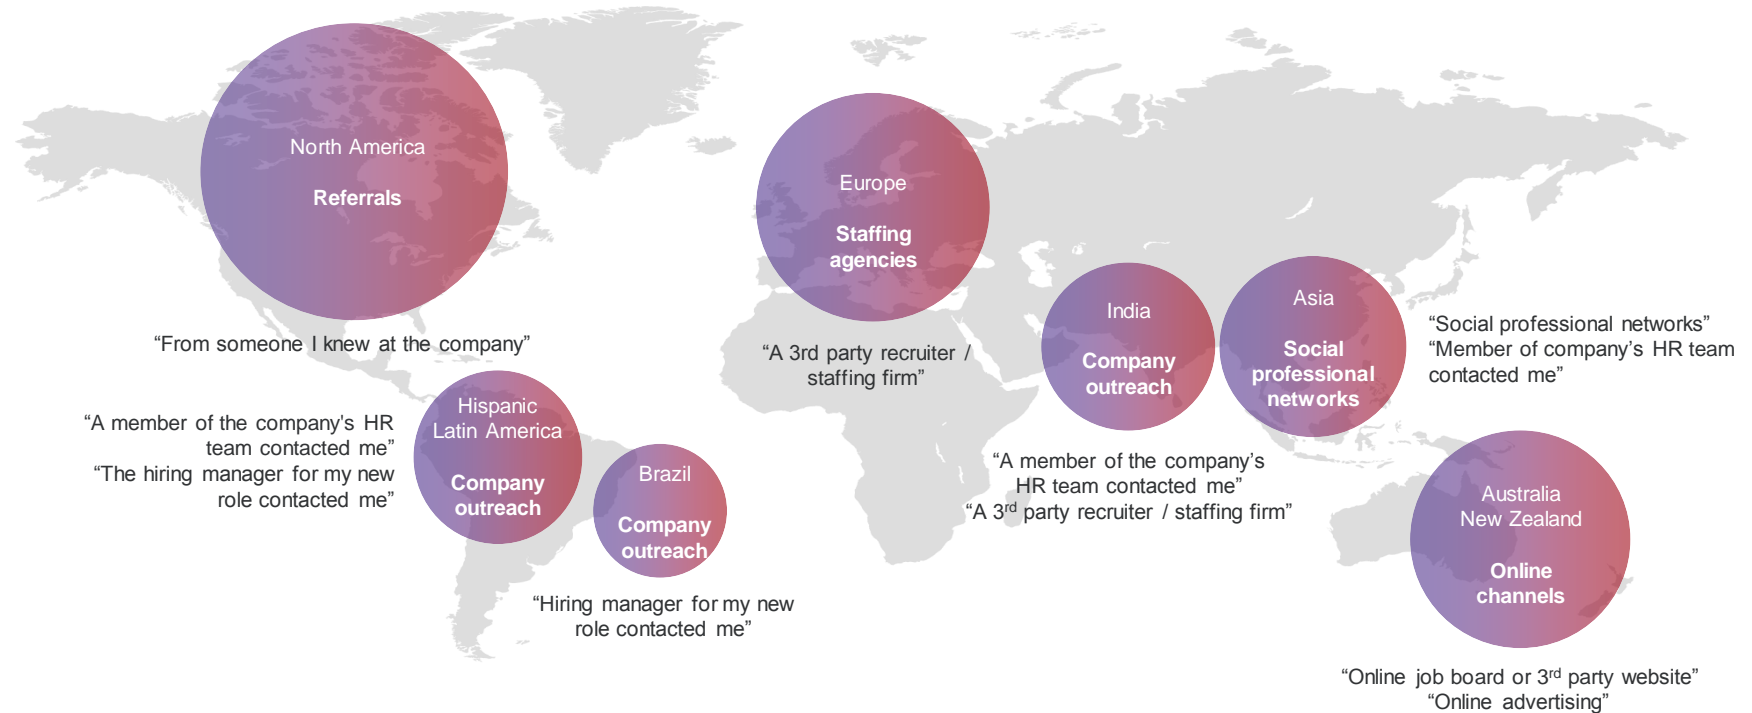 North America
Referrals
“From someone I knew at the company”
Europe
Staffing
agencies
“A 3rd party recruiter /
staffing firm”
India
Company
outreach
“A member of the company’s
HR team contacted me”
“A 3rd party recruiter / staffing firm”
Asia
Social
professional
networks
“Social professional networks”
“Member of company’s HR team
contacted me”
Hispanic
Latin America
Company
outreach
“A member of the company's HR
team contacted me”
“The hiring manager for my new
role contacted me”
Brazil
Company
outreach
“Hiring manager for my new
role contacted me”
Australia
New Zealand
Online
channels
“Online job board or 3rd party website”
“Online advertising”